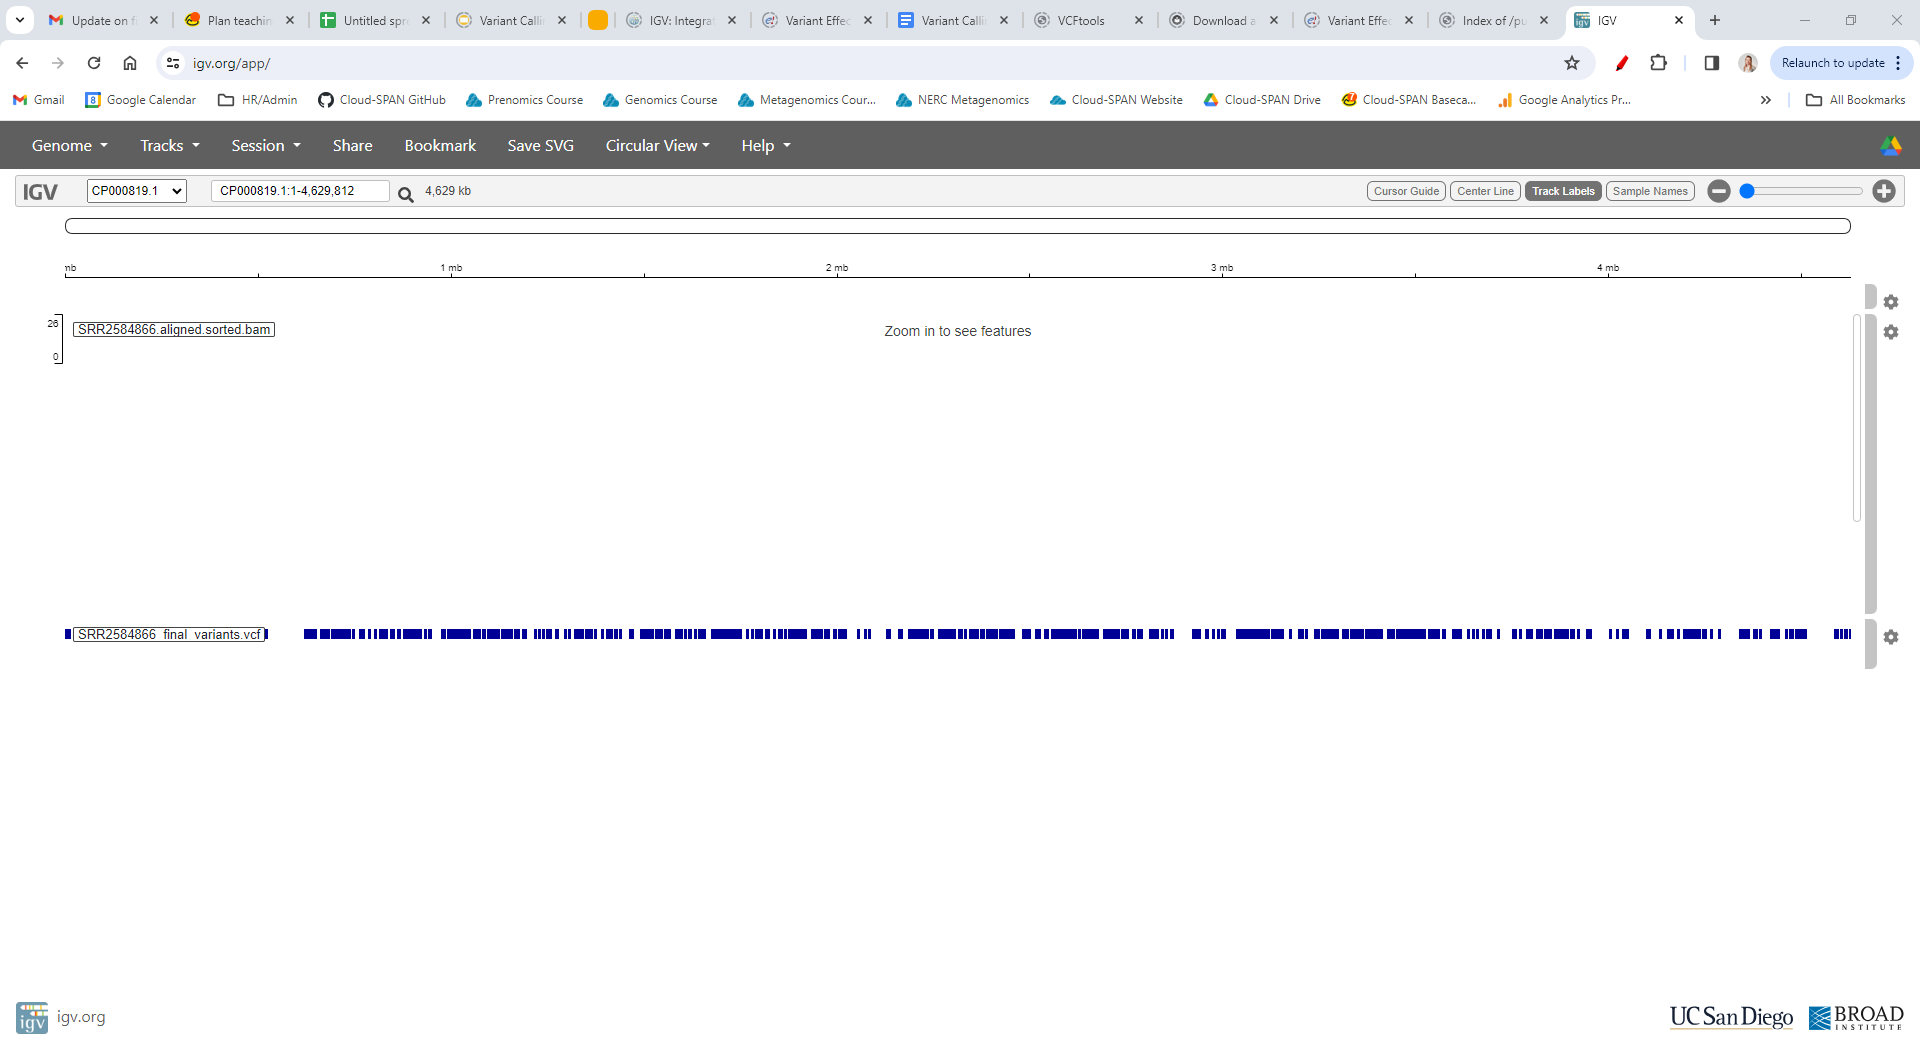 Update on f
Plan teachin
Untitled spr
Variant Calli
IGV: Integra
Variant Effec
Variant Calli
VCFtools
Download a
Variant Effec
Index of /pu
IGV
igv.org/app/
Relaunch to update
Gmail
Google Calendar
HR/Admin
Cloud-SPAN GitHub
Prenomics Course
Genomics Course
Metagenomics Cour...
NERC Metagenomics
Cloud-SPAN Website
Cloud-SPAN Drive
Cloud-SPAN Baseca...
Google Analytics Pr...
All Bookmarks
Genome
Tracks
Session
Share
Bookmark
Save SVG
Circular View
Help
IGV
CP000819.1
CP000819.1:1-4,629,812
4,629 kb
Cursor Guide
Center Line
Track Labels
Sample Names
mb
1 mb
2 mb
3 mb
4 mb
26
0
SRR2584866.aligned.sorted.bam
Zoom in to see features
SRR2584866_final_variants.vcf
igv
igv.org
UC San Diego
BROAD
INSTITUTE